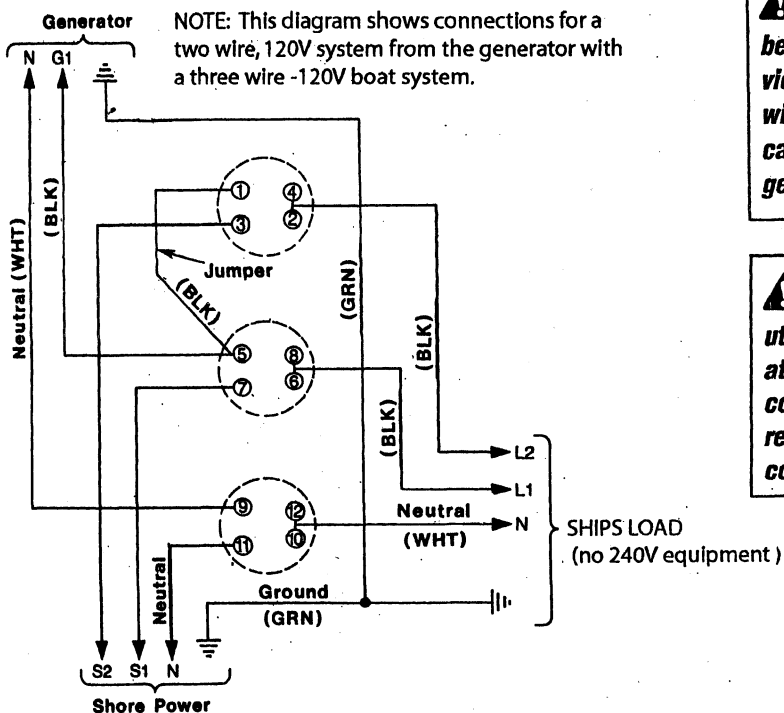 Generator
NOTE: This diagram shows connections for a
two wire, 120V system from the generator with
a three wire -120V boat system.
N G1
(BLK)
Neutral (WHT)
① ④
③ ②
Jumper
(BLK)
(GRN)
⑤ ⑧
⑦ ⑥
(BLK)
(BLK)
L2
L1
⑨ ⑫
⑪ ⑩
Neutral
(WHT)
N
SHIPS LOAD
(no 240V equipment )
Neutral
Ground
(GRN)
S2 S1 N
Shore Power